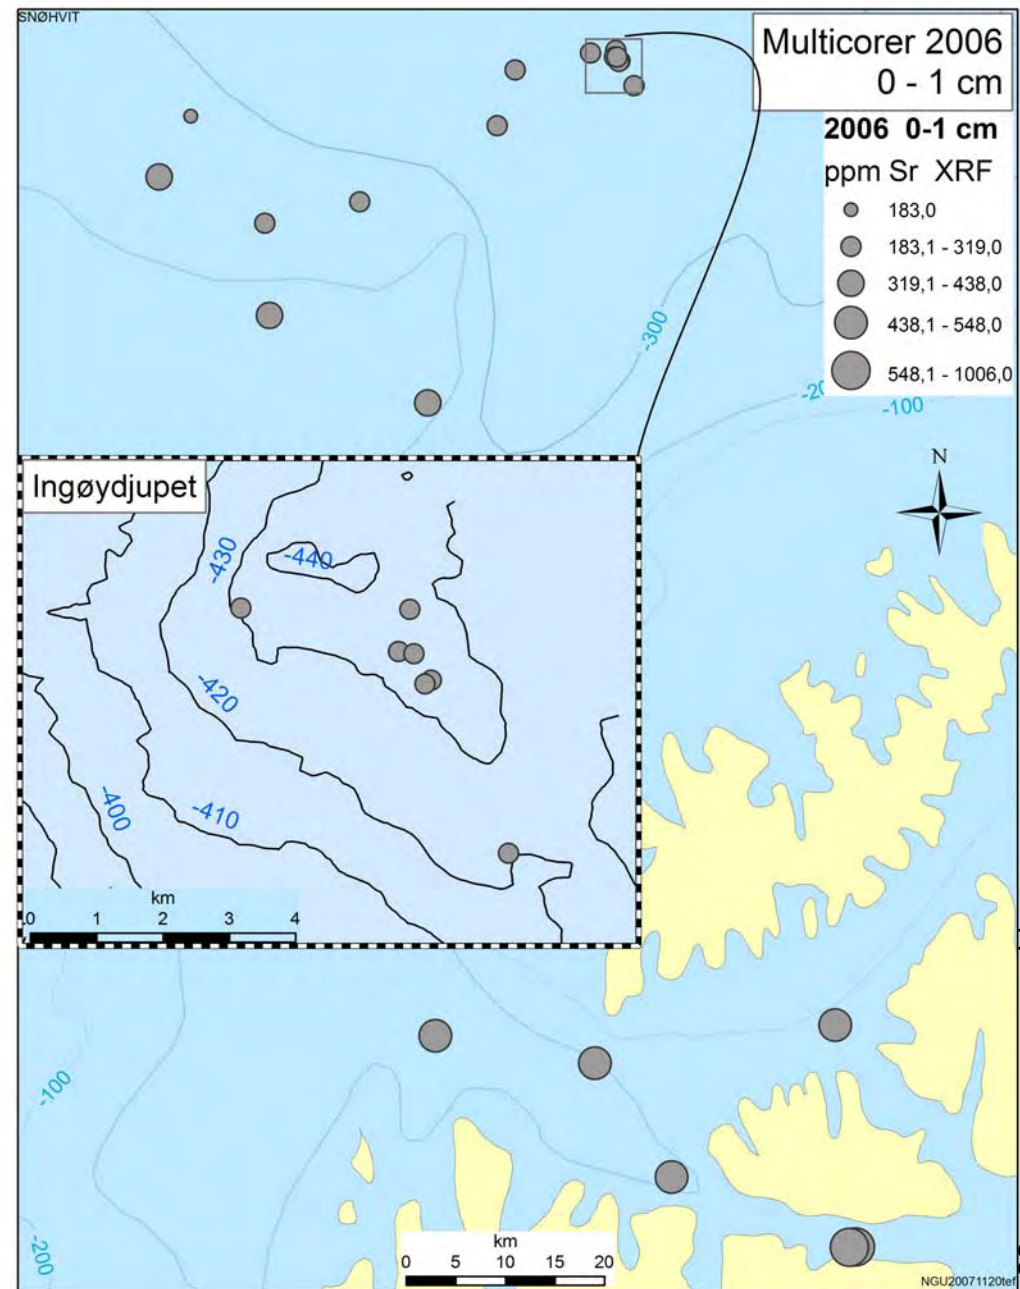 SNØHVIT
Multicorer 2006
0 - 1 cm
2006 0-1 cm
ppm Sr XRF
183,0
183,1 - 319,0
319,1 - 438,0
438,1 - 548,0
548,1 - 1006,0
-300
-20
-100
N
Ingøydjupet
-430
-440
-420
-410
-400
km
0 1 2 3 4
-100
-200
km
0 5 10 15 20
NGU20071120tef